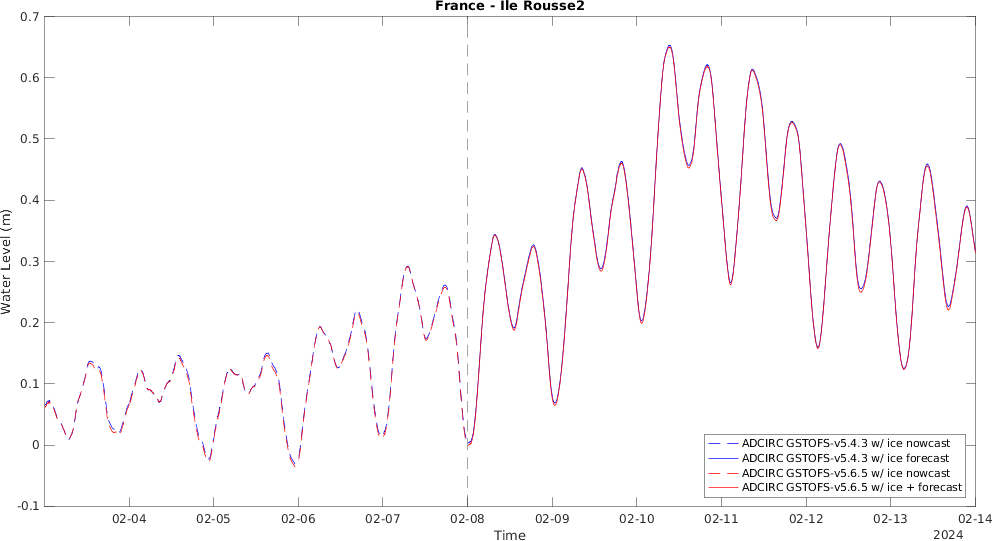 France - Ile Rousse2
0.7
0.6
0.5
0.4
0.3
0.2
0.1
0
-0.1
Water Level (m)
ADCIRC GSTOFS-v5.4.3 w/ ice nowcast
ADCIRC GSTOFS-v5.4.3 w/ ice forecast
ADCIRC GSTOFS-v5.6.5 w/ ice nowcast
ADCIRC GSTOFS-v5.6.5 w/ ice + forecast
02-04 02-05 02-06 02-07 02-08 02-09 02-10 02-11 02-12 02-13 02-14
Time
2024